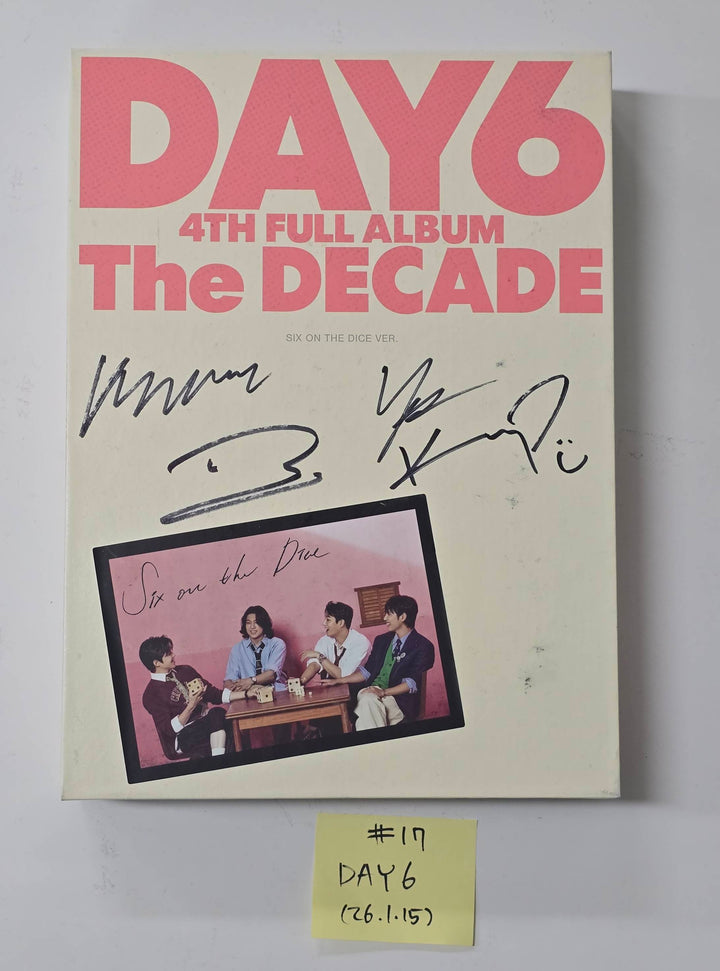 DAY6
4TH FULL ALBUM
The DECADE
SIX ON THE DICE VER.
Six on the Dice
#17
DAY6
(26.1.15)